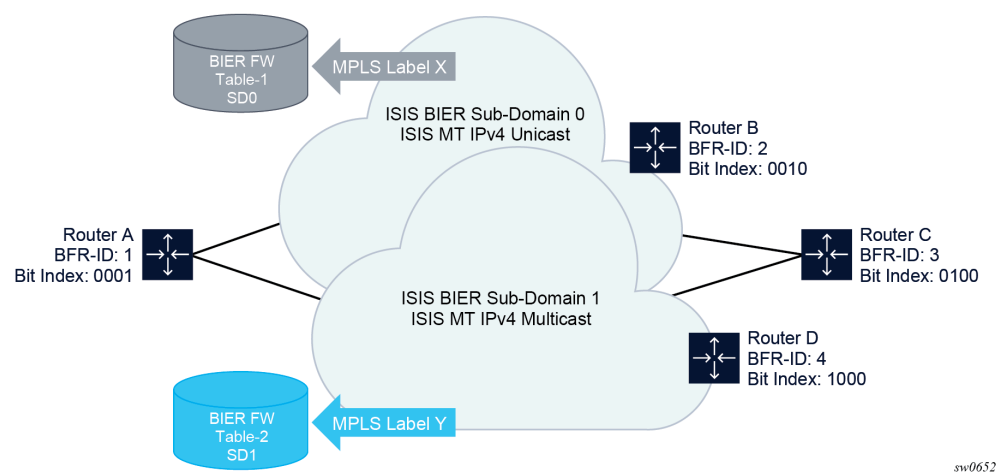 BIER FW
Table-1
SD0
MPLS Label X
ISIS BIER Sub-Domain 0
ISIS MT IPv4 Unicast
Router B
BFR-ID: 2
Bit Index: 0010
Router A
BFR-ID: 1
Bit Index: 0001
Router C
BFR-ID: 3
Bit Index: 0100
ISIS BIER Sub-Domain 1
ISIS MT IPv4 Multicast
Router D
BFR-ID: 4
Bit Index: 1000
BIER FW
Table-2
SD1
MPLS Label Y
sw0652